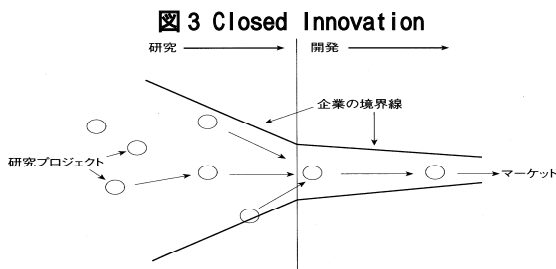 図3 Closed Innovation
研究
開発
企業の境界線
研究プロジェクト
マーケット